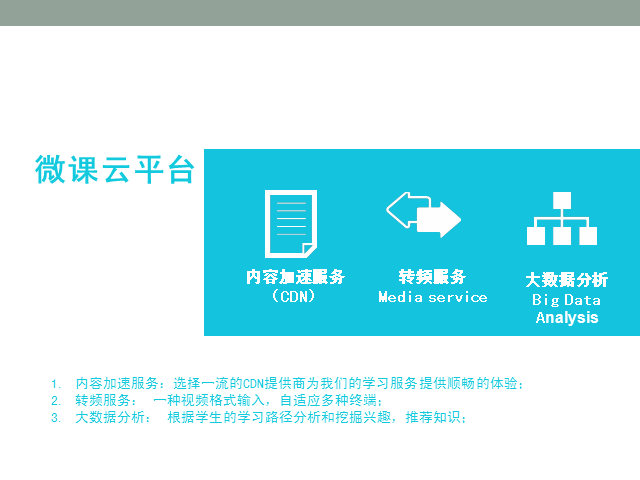 微课云平台
内容加速服务
（CDN）
转频服务
Media service
大数据分析
Big Data
Analysis
1. 内容加速服务：选择一流的CDN提供商为我们的学习服务提供顺畅的体验；
2. 转频服务： 一种视频格式输入，自适应多种终端；
3. 大数据分析： 根据学生的学习路径分析和挖掘兴趣，推荐知识；